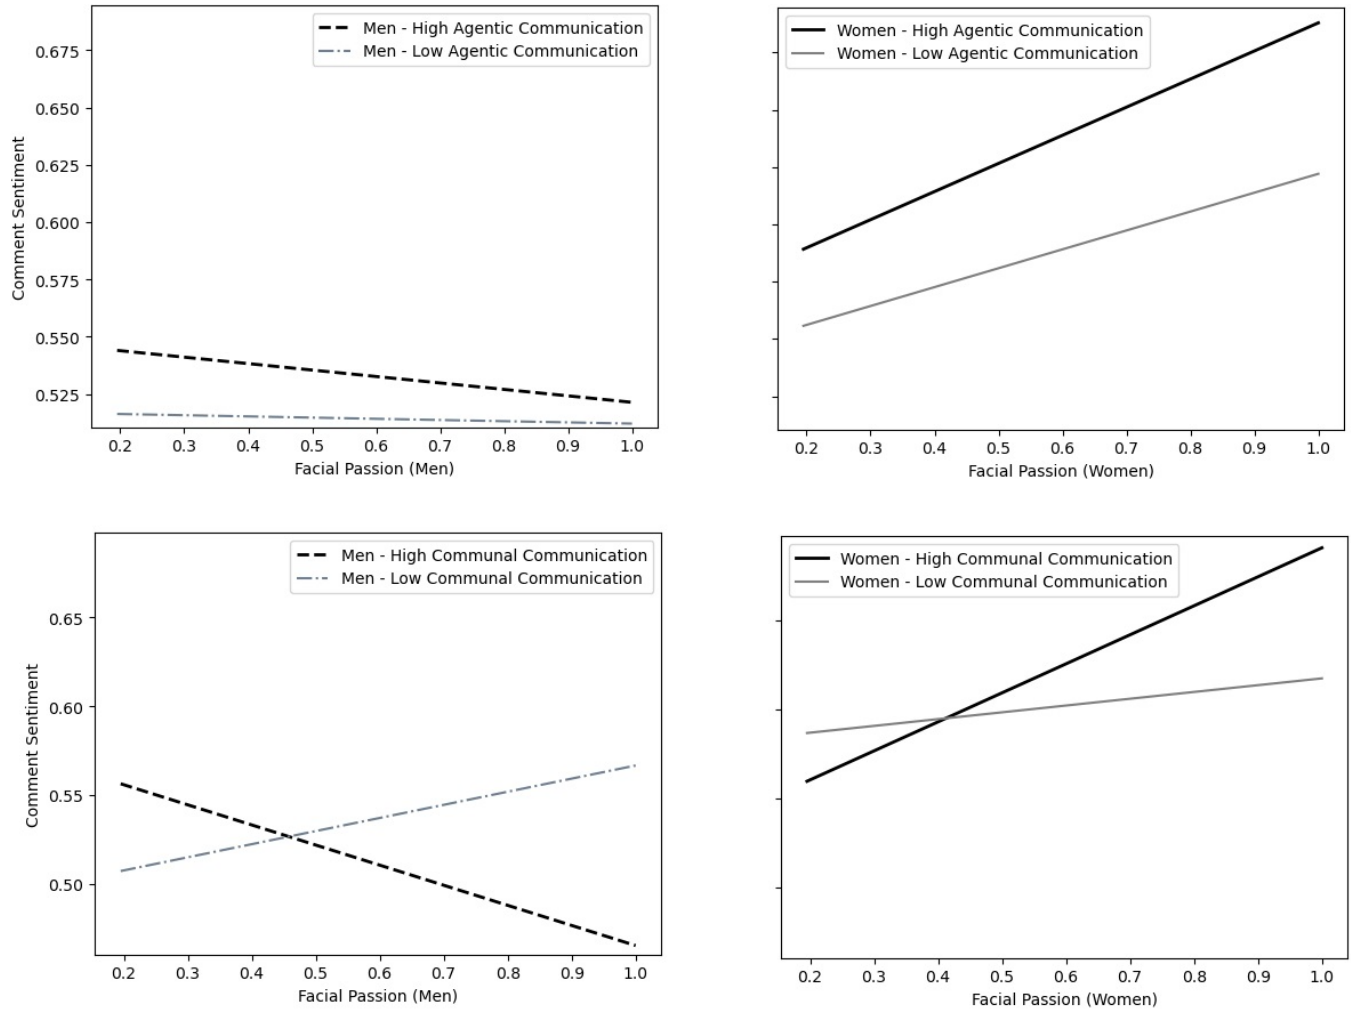 Men - High Agentic Communication
Men - Low Agentic Communication
0.675
0.650
0.625
0.600
0.575
0.550
0.525
Comment Sentiment
0.2 0.3 0.4 0.5 0.6 0.7 0.8 0.9 1.0
Facial Passion (Men)
Women - High Agentic Communication
Women - Low Agentic Communication
0.2 0.3 0.4 0.5 0.6 0.7 0.8 0.9 1.0
Facial Passion (Women)
Men - High Communal Communication
Men - Low Communal Communication
0.65
0.60
0.55
0.50
Comment Sentiment
0.2 0.3 0.4 0.5 0.6 0.7 0.8 0.9 1.0
Facial Passion (Men)
Women - High Communal Communication
Women - Low Communal Communication
0.2 0.3 0.4 0.5 0.6 0.7 0.8 0.9 1.0
Facial Passion (Women)